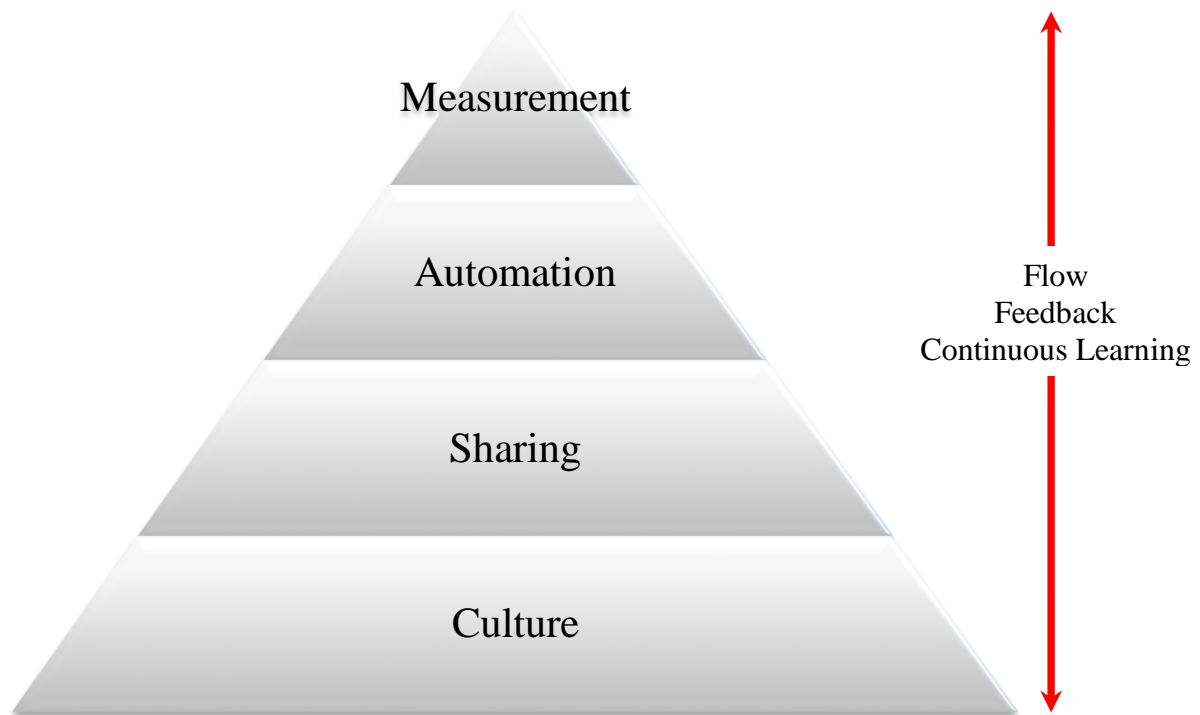 Measurement
Automation
Flow
Feedback
Continuous Learning
Sharing
Culture